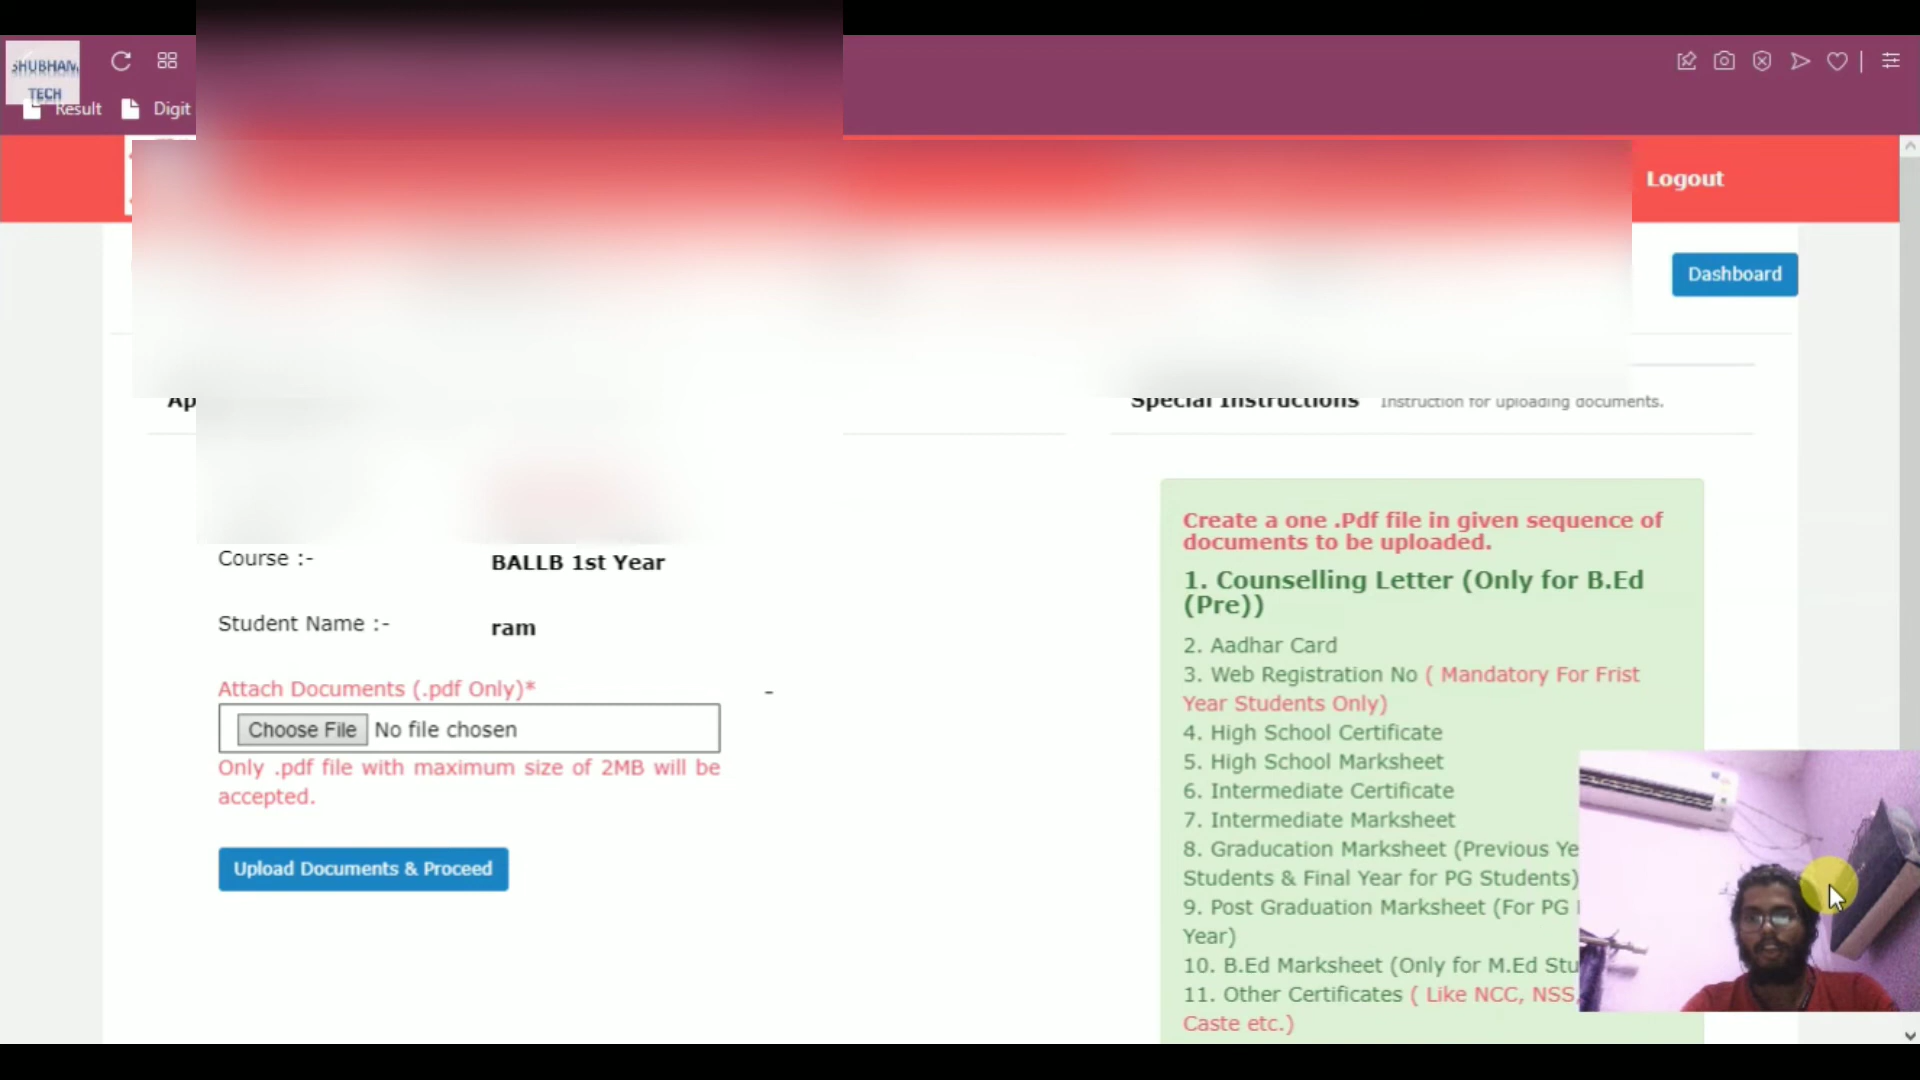 SHUBHAM
TECH
Result
Digit
Logout
Dashboard
Ap
Special Instructions Instruction for uploading documents.
Course :- BALLB 1st Year
Student Name :- ram
Attach Documents (.pdf Only)* -
Choose File No file chosen
Only .pdf file with maximum size of 2MB will be
accepted.
Upload Documents & Proceed
Create a one .Pdf file in given sequence of
documents to be uploaded.
1. Counselling Letter (Only for B.Ed
(Pre))
2. Aadhar Card
3. Web Registration No ( Mandatory For Frist
Year Students Only)
4. High School Certificate
5. High School Marksheet
6. Intermediate Certificate
7. Intermediate Marksheet
8. Graducation Marksheet (Previous Ye
Students & Final Year for PG Students)
9. Post Graduation Marksheet (For PG
Year)
10. B.Ed Marksheet (Only for M.Ed Stu
11. Other Certificates ( Like NCC, NSS,
Caste etc.)